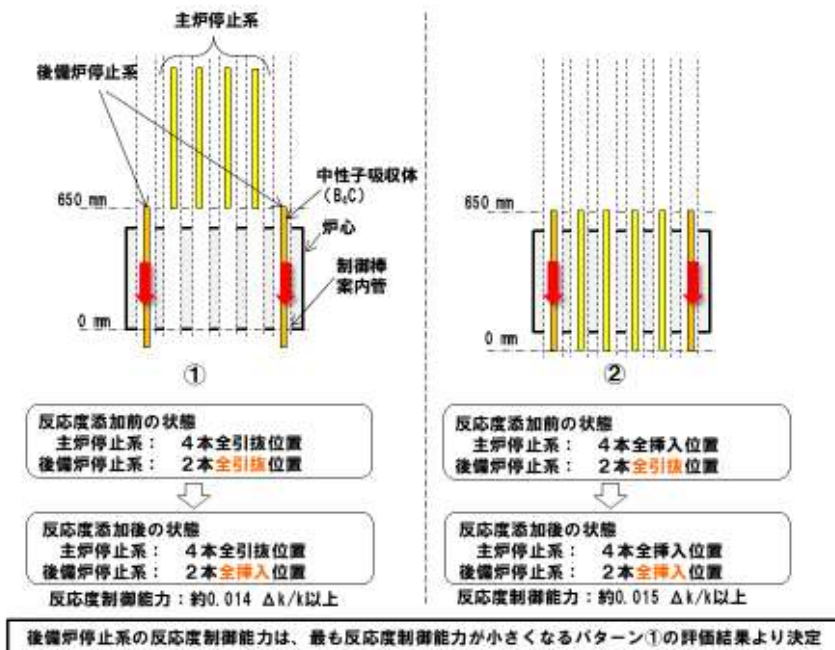 主炉停止系
後備炉停止系
中性子吸収体
(B₄C)
650 mm
炉心
制御棒
案内管
0 mm
①
反応度添加前の状態
主炉停止系： 4本全引抜位置
後備炉停止系： 2本全引抜位置
反応度添加後の状態
主炉停止系： 4本全引抜位置
後備炉停止系： 2本全挿入位置
反応度制御能力：約0.014 Δk/k以上
650 mm
0 mm
②
反応度添加前の状態
主炉停止系： 4本全挿入位置
後備炉停止系： 2本全引抜位置
反応度添加後の状態
主炉停止系： 4本全挿入位置
後備炉停止系： 2本全挿入位置
反応度制御能力：約0.015 Δk/k以上
後備炉停止系の反応度制御能力は、最も反応度制御能力が小さくなるパターン①の評価結果より決定